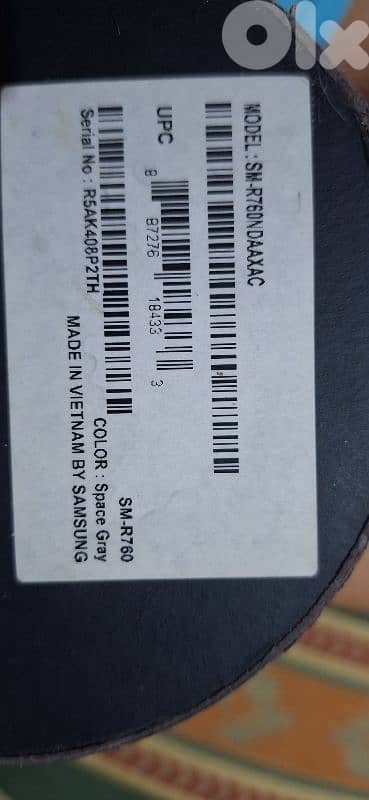 olx
MODEL : SM-R760NDAAXAC
UPC
8 87276 18433 3
Serial No : R5AK408P2TH
SM-R760
COLOR : Space Gray
MADE IN VIETNAM BY SAMSUNG